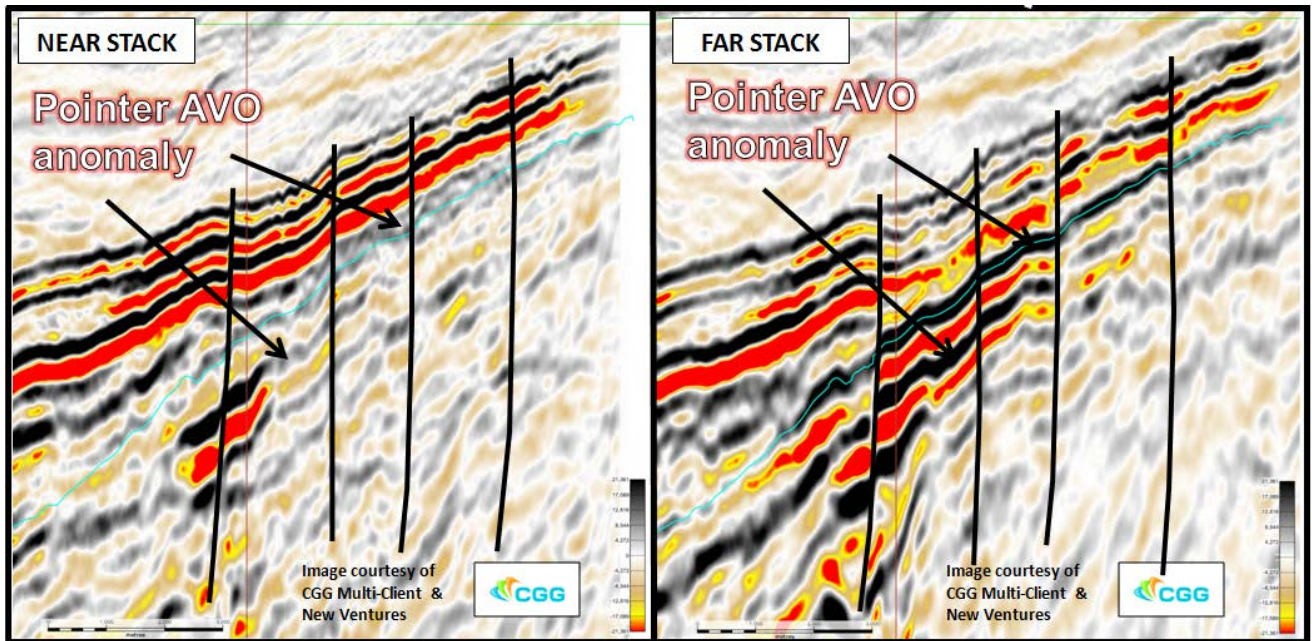 NEAR STACK
Pointer AVO
anomaly
Image courtesy of
CGG Multi-Client &
New Ventures
CGG
FAR STACK
Pointer AVO
anomaly
Image courtesy of
CGG Multi-Client &
New Ventures
CGG